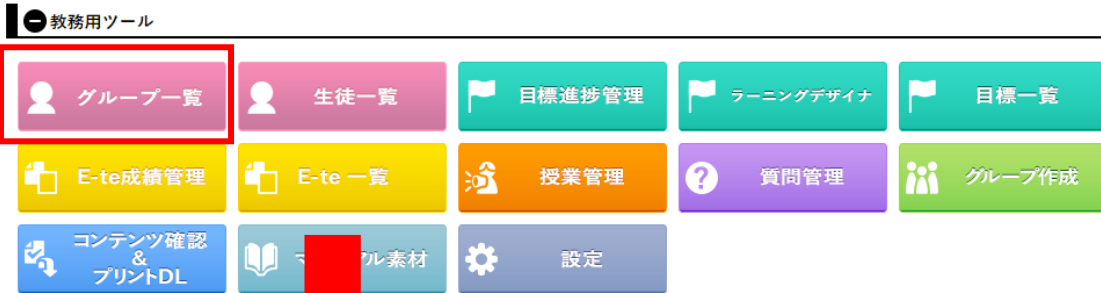 教務用ツール
グループ一覧
生徒一覧
目標進捗管理
ラーニングデザイナ
目標一覧
E-te成績管理
E-te 一覧
授業管理
質問管理
グループ作成
コンテンツ確認
&
プリントDL
ル素材
設定